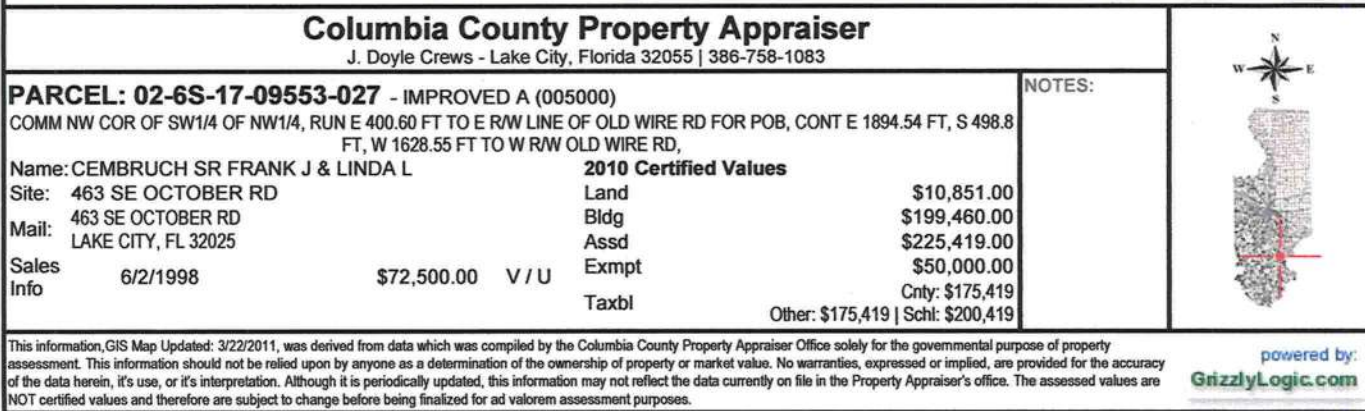 Columbia County Property Appraiser
J. Doyle Crews - Lake City, Florida 32055 | 386-758-1083
PARCEL: 02-6S-17-09553-027 - IMPROVED A (005000)
COMM NW COR OF SW1/4 OF NW1/4, RUN E 400.60 FT TO E R/W LINE OF OLD WIRE RD FOR POB, CONT E 1894.54 FT, S 498.8
FT, W 1628.55 FT TO W R/W OLD WIRE RD,
Name: CEMBRUCH SR FRANK J & LINDA L
Site: 463 SE OCTOBER RD
Mail: 463 SE OCTOBER RD
LAKE CITY, FL 32025
Sales Info 6/2/1998 $72,500.00 V / U
2010 Certified Values
Land $10,851.00
Bldg $199,460.00
Assd $225,419.00
Exmpt $50,000.00
Taxbl Cnty: $175,419
Other: $175,419 | Schl: $200,419
NOTES:
N
W E
S
This information,GIS Map Updated: 3/22/2011, was derived from data which was compiled by the Columbia County Property Appraiser Office solely for the governmental purpose of property
assessment. This information should not be relied upon by anyone as a determination of the ownership of property or market value. No warranties, expressed or implied, are provided for the accuracy
of the data herein, it's use, or it's interpretation. Although it is periodically updated, this information may not reflect the data currently on file in the Property Appraiser's office. The assessed values are
NOT certified values and therefore are subject to change before being finalized for ad valorem assessment purposes.
powered by:
GrizzlyLogic.com